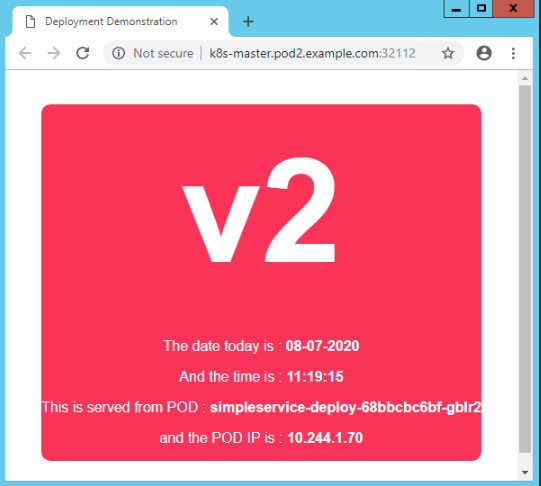 Deployment Demonstration
Not secure | k8s-master.pod2.example.com:32112
v2
The date today is : 08-07-2020
And the time is : 11:19:15
This is served from POD : simpleservice-deploy-68bbcbc6bf-gblr2
and the POD IP is : 10.244.1.70